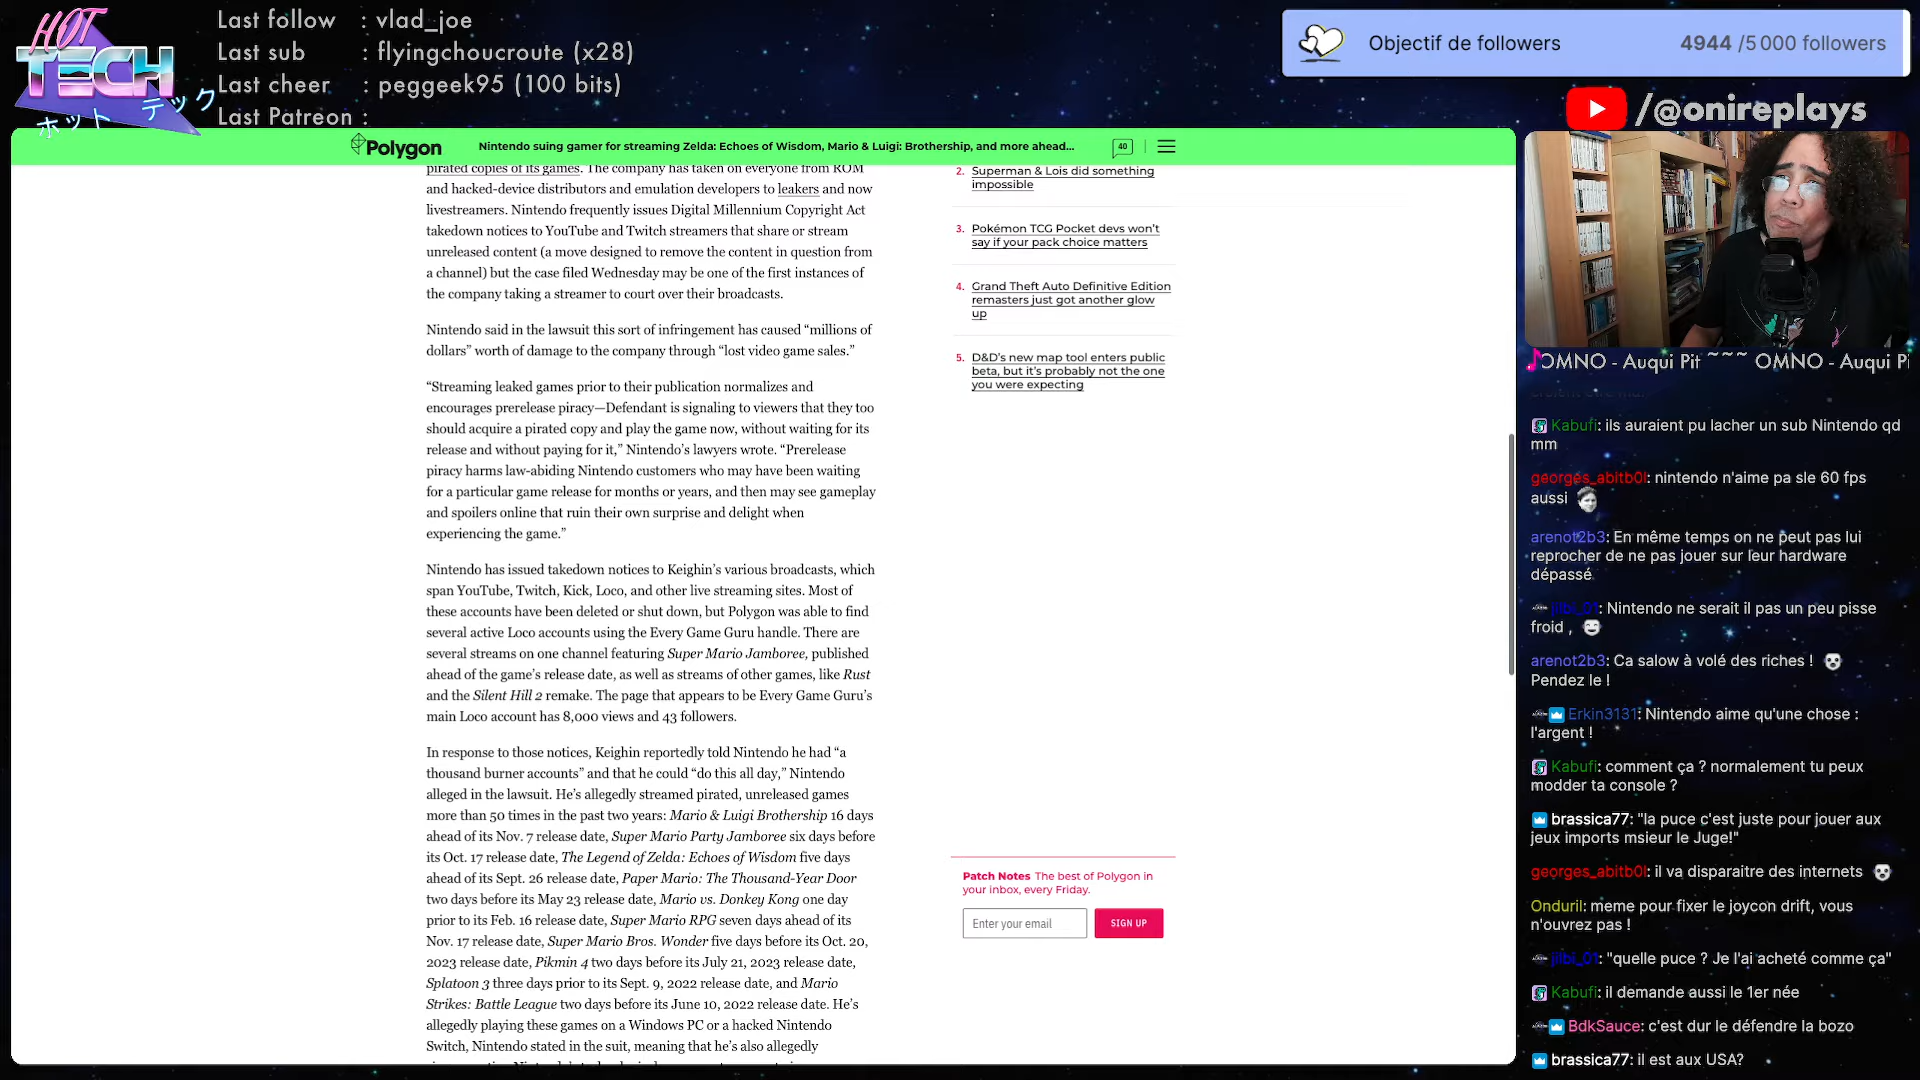 HOT
TECH
ホット テック
Last follow : vlad_joe
Last sub : flyingchoucroute (x28)
Last cheer : peggeek95 (100 bits)
Last Patreon :
Objectif de followers
4944 /5 000 followers
/@onireplays
Polygon
Nintendo suing gamer for streaming Zelda: Echoes of Wisdom, Mario & Luigi: Brothership, and more ahead...
40
pirated copies of its games. The company has taken on everyone from ROM
and hacked-device distributors and emulation developers to leakers and now
livestreamers. Nintendo frequently issues Digital Millennium Copyright Act
takedown notices to YouTube and Twitch streamers that share or stream
unreleased content (a move designed to remove the content in question from
a channel) but the case filed Wednesday may be one of the first instances of
the company taking a streamer to court over their broadcasts.
Nintendo said in the lawsuit this sort of infringement has caused “millions of
dollars” worth of damage to the company through “lost video game sales.”
“Streaming leaked games prior to their publication normalizes and
encourages prerelease piracy—Defendant is signaling to viewers that they too
should acquire a pirated copy and play the game now, without waiting for its
release and without paying for it,” Nintendo’s lawyers wrote. “Prerelease
piracy harms law-abiding Nintendo customers who may have been waiting
for a particular game release for months or years, and then may see gameplay
and spoilers online that ruin their own surprise and delight when
experiencing the game.”
Nintendo has issued takedown notices to Keighin’s various broadcasts, which
span YouTube, Twitch, Kick, Loco, and other live streaming sites. Most of
these accounts have been deleted or shut down, but Polygon was able to find
several active Loco accounts using the Every Game Guru handle. There are
several streams on one channel featuring Super Mario Jamboree, published
ahead of the game’s release date, as well as streams of other games, like Rust
and the Silent Hill 2 remake. The page that appears to be Every Game Guru’s
main Loco account has 8,000 views and 43 followers.
In response to those notices, Keighin reportedly told Nintendo he had “a
thousand burner accounts” and that he could “do this all day,” Nintendo
alleged in the lawsuit. He’s allegedly streamed pirated, unreleased games
more than 50 times in the past two years: Mario & Luigi Brothership 16 days
ahead of its Nov. 7 release date, Super Mario Party Jamboree six days before
its Oct. 17 release date, The Legend of Zelda: Echoes of Wisdom five days
ahead of its Sept. 26 release date, Paper Mario: The Thousand-Year Door
two days before its May 23 release date, Mario vs. Donkey Kong one day
prior to its Feb. 16 release date, Super Mario RPG seven days ahead of its
Nov. 17 release date, Super Mario Bros. Wonder five days before its Oct. 20,
2023 release date, Pikmin 4 two days before its July 21, 2023 release date,
Splatoon 3 three days prior to its Sept. 9, 2022 release date, and Mario
Strikes: Battle League two days before its June 10, 2022 release date. He’s
allegedly playing these games on a Windows PC or a hacked Nintendo
Switch, Nintendo stated in the suit, meaning that he’s also allegedly
2. Superman & Lois did something
impossible
3. Pokémon TCG Pocket devs won’t
say if your pack choice matters
4. Grand Theft Auto Definitive Edition
remasters just got another glow
up
5. D&D’s new map tool enters public
beta, but it’s probably not the one
you were expecting
Patch Notes The best of Polygon in
your inbox, every Friday.
Enter your email
SIGN UP
OMNO - Auqui Pit ~~~ OMNO - Auqui Pi
Kabufi: ils auraient pu lacher un sub Nintendo qd
mm
georges_abitb0l: nintendo n'aime pa sle 60 fps
aussi
arenot2b3: En même temps on ne peut pas lui
reprocher de ne pas jouer sur leur hardware
dépassé
jibi_01: Nintendo ne serait il pas un peu pisse
froid ,
arenot2b3: Ca salow à volé des riches !
Pendez le !
Erkin3131: Nintendo aime qu'une chose :
l'argent !
Kabufi: comment ça ? normalement tu peux
modder ta console ?
brassica77: "la puce c'est juste pour jouer aux
jeux imports msieur le Juge!"
georges_abitb0l: il va disparaitre des internets
Onduril: meme pour fixer le joycon drift, vous
n'ouvrez pas !
jibi_01: "quelle puce ? Je l'ai acheté comme ça"
Kabufi: il demande aussi le 1er née
BdkSauce: c'est dur le défendre la bozo
brassica77: il est aux USA?